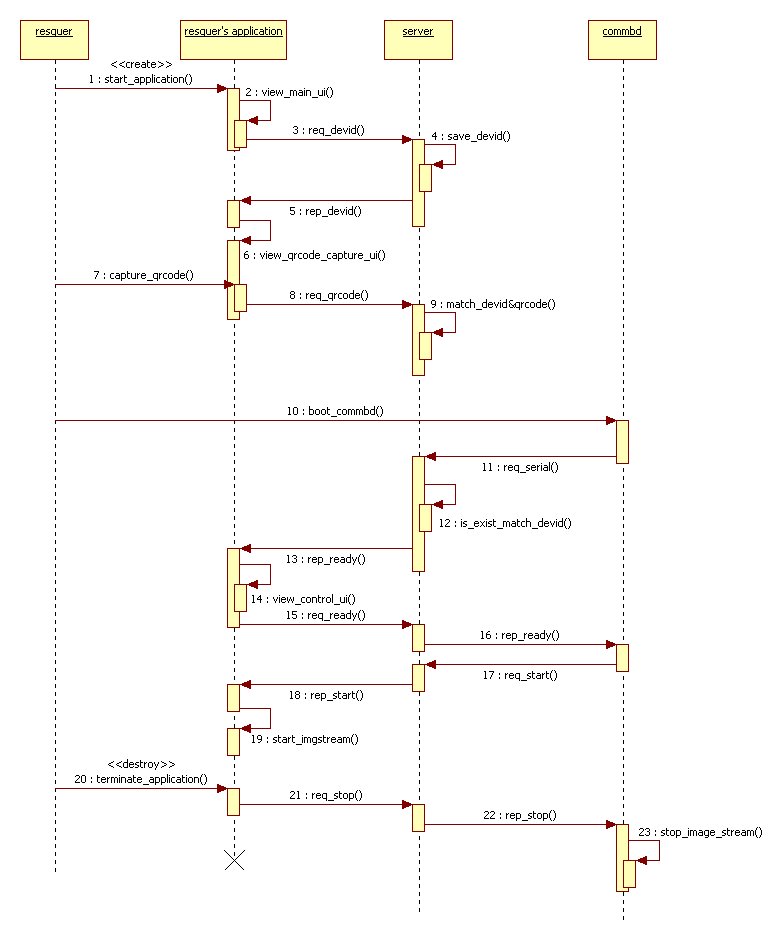 resquer
resquer's application
server
commbd
<<create>>
1 : start_application()
2 : view_main_ui()
3 : req_devid()
4 : save_devid()
5 : rep_devid()
6 : view_qrcode_capture_ui()
7 : capture_qrcode()
8 : req_qrcode()
9 : match_devid&qrcode()
10 : boot_commbd()
11 : req_serial()
12 : is_exist_match_devid()
13 : rep_ready()
14 : view_control_ui()
15 : req_ready()
16 : rep_ready()
17 : req_start()
18 : rep_start()
19 : start_imgstream()
<<destroy>>
20 : terminate_application()
21 : req_stop()
22 : rep_stop()
23 : stop_image_stream()